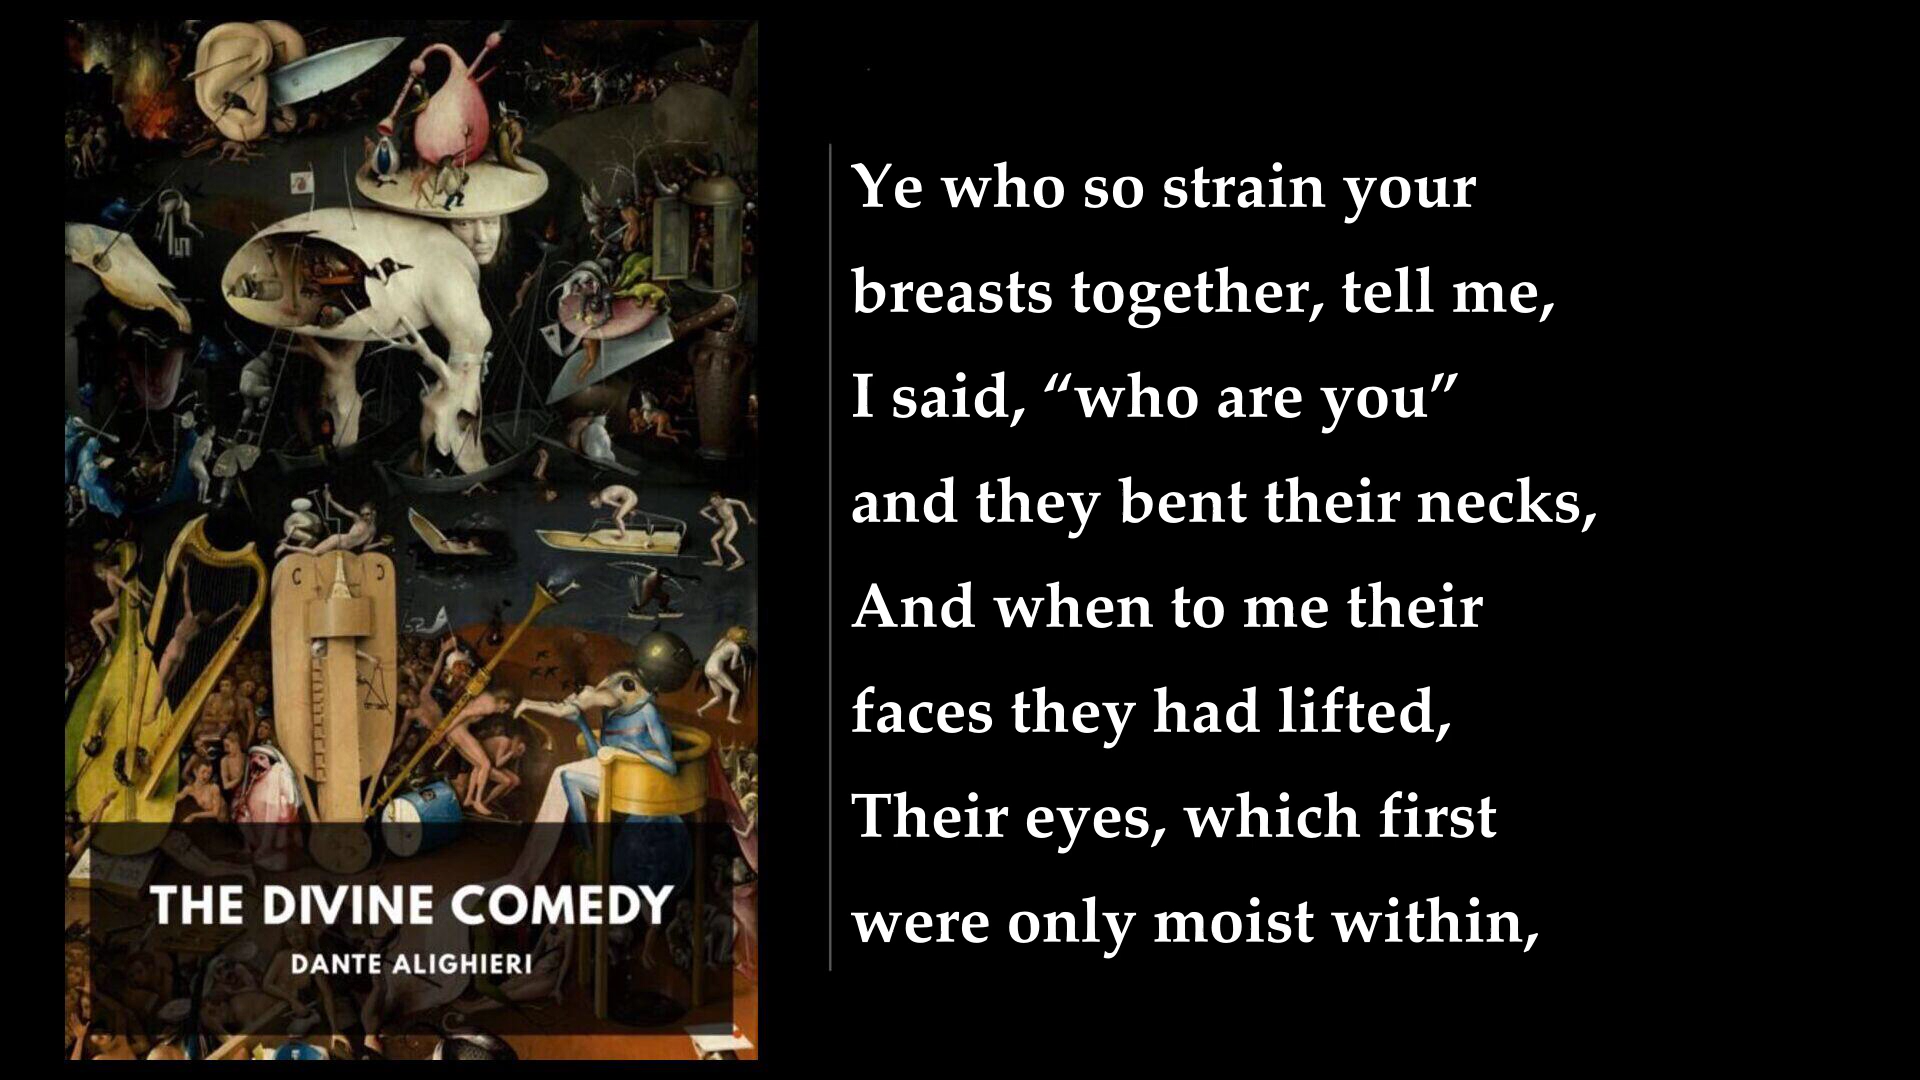 THE DIVINE COMEDY
DANTE ALIGHIERI
Ye who so strain your
breasts together, tell me,
I said, “who are you”
and they bent their necks,
And when to me their
faces they had lifted,
Their eyes, which first
were only moist within,